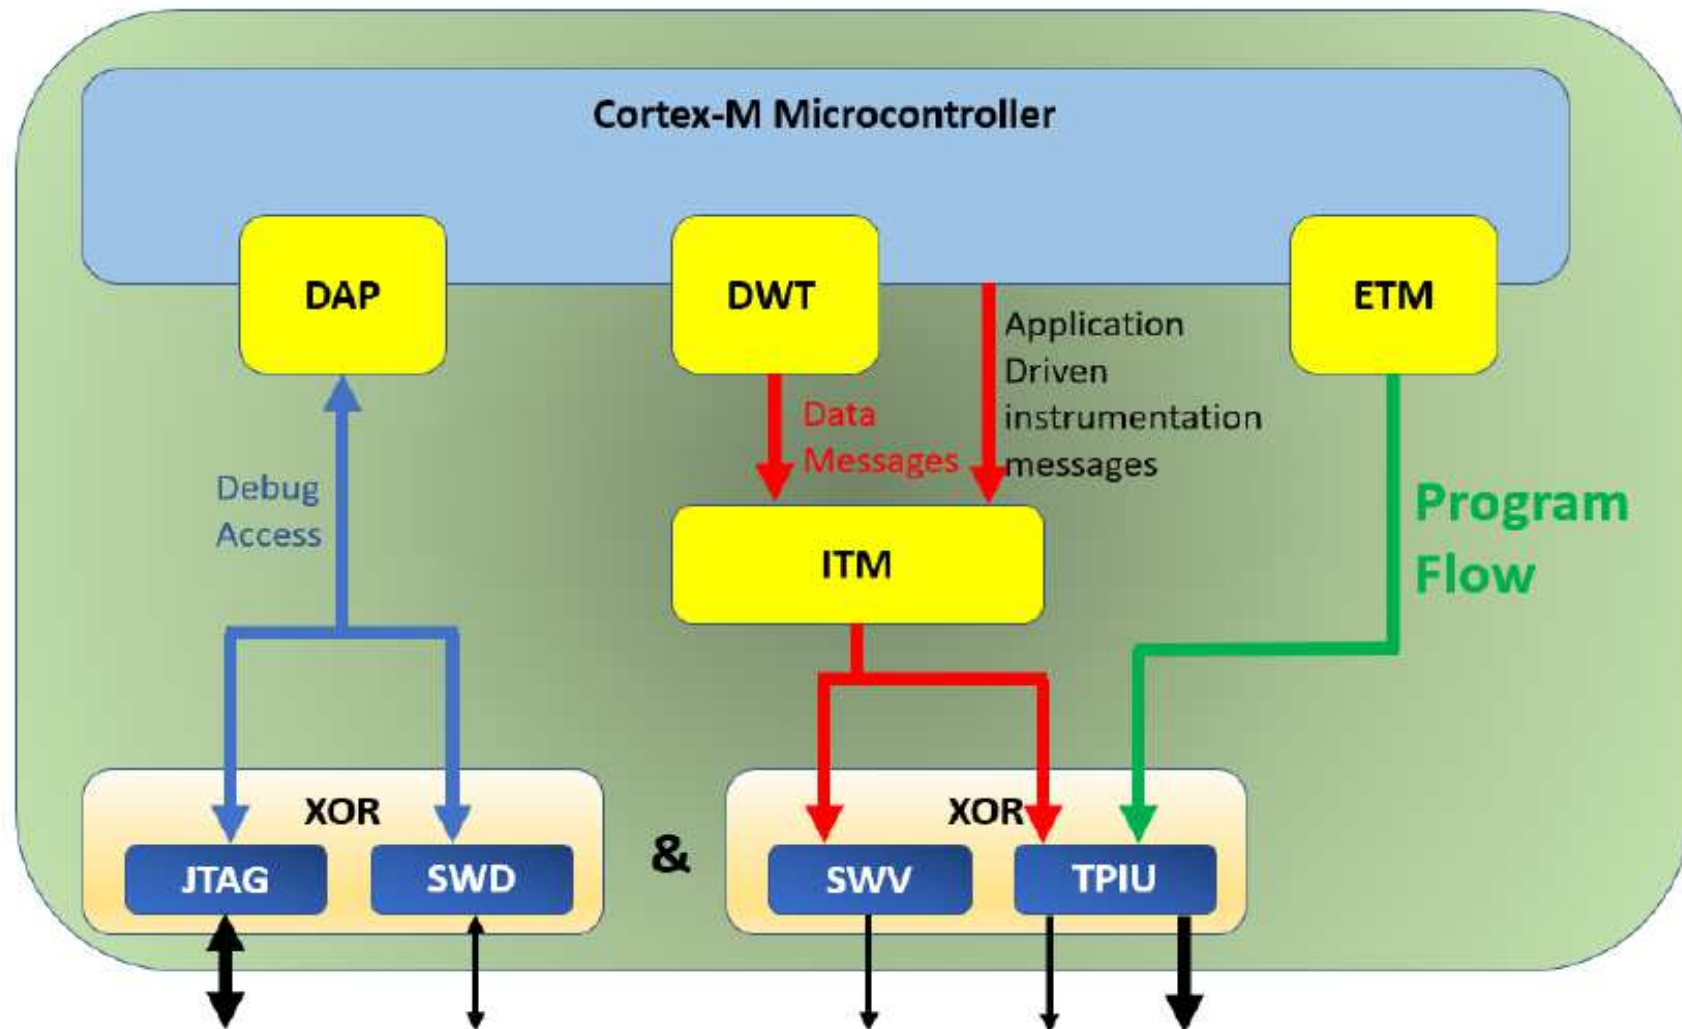 Cortex-M Microcontroller
DAP
DWT
ETM
Application
Driven
instrumentation
messages
Data
Messages
Debug
Access
Program
Flow
ITM
XOR
XOR
&
JTAG
SWD
SWV
TPIU